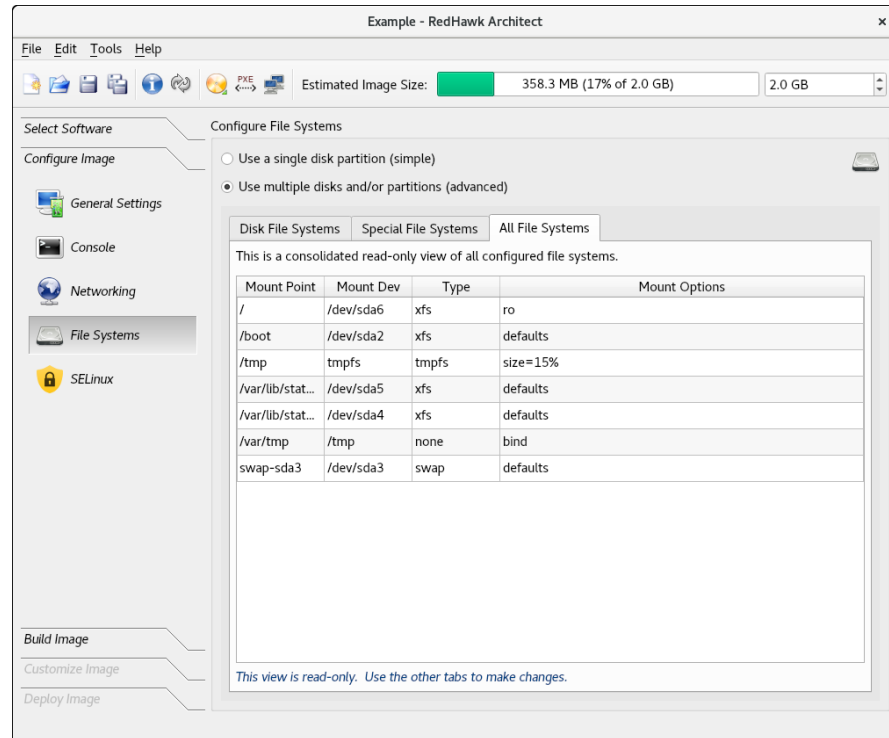 Example - RedHawk Architect
×
File Edit Tools Help
PXE
Estimated Image Size:
358.3 MB (17% of 2.0 GB)
2.0 GB
Select Software
Configure Image
General Settings
Console
Networking
File Systems
SELinux
Build Image
Customize Image
Deploy Image
Configure File Systems
Use a single disk partition (simple)
Use multiple disks and/or partitions (advanced)
Disk File Systems Special File Systems All File Systems
This is a consolidated read-only view of all configured file systems.
Mount Point Mount Dev Type Mount Options
/ /dev/sda6 xfs ro
/boot /dev/sda2 xfs defaults
/tmp tmpfs tmpfs size=15%
/var/lib/stat... /dev/sda5 xfs defaults
/var/lib/stat... /dev/sda4 xfs defaults
/var/tmp /tmp none bind
swap-sda3 /dev/sda3 swap defaults
This view is read-only. Use the other tabs to make changes.